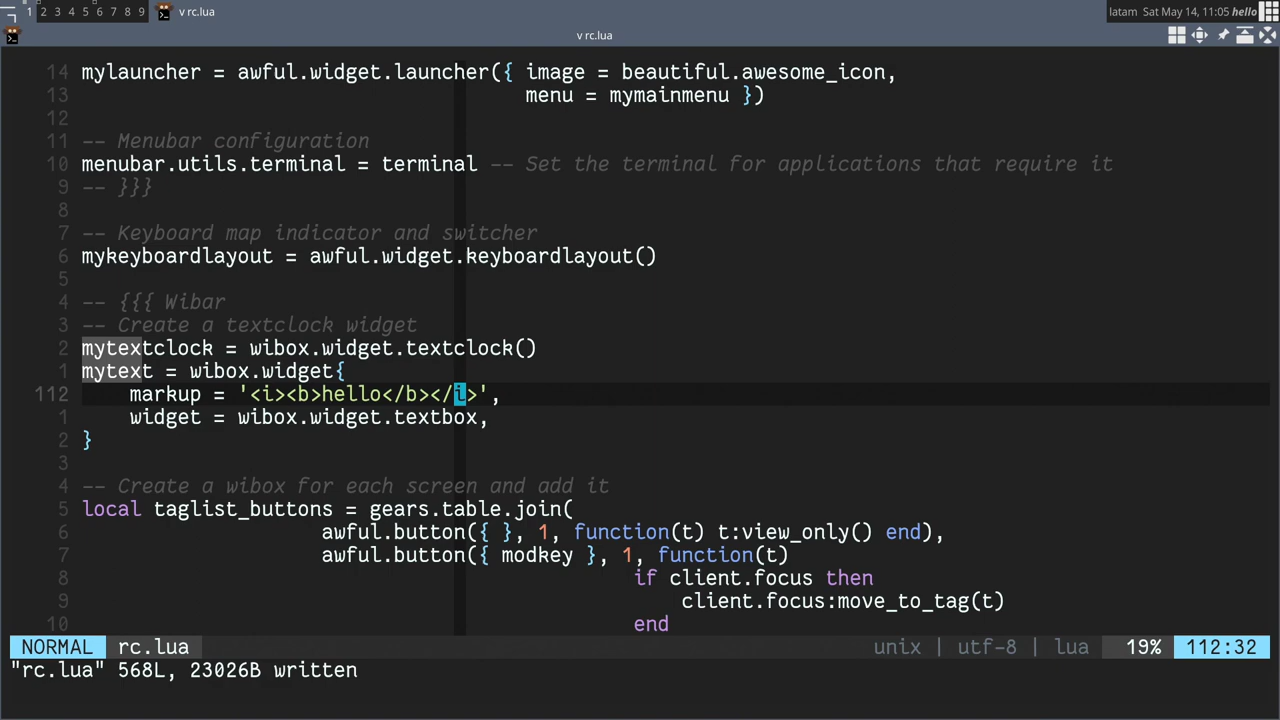 1 2 3 4 5 6 7 8 9 v rc.lua latam Sat May 14, 11:05 hello
v rc.lua
14 mylauncher = awful.widget.launcher({ image = beautiful.awesome_icon,
13 menu = mymainmenu })
12
11 -- Menubar configuration
10 menubar.utils.terminal = terminal -- Set the terminal for applications that require it
9 -- }}}
8
7 -- Keyboard map indicator and switcher
6 mykeyboardlayout = awful.widget.keyboardlayout()
5
4 -- {{{ Wibar
3 -- Create a textclock widget
2 mytextclock = wibox.widget.textclock()
1 mytext = wibox.widget{
112 markup = '<i><b>hello</b></i>',
1 widget = wibox.widget.textbox,
2 }
3
4 -- Create a wibox for each screen and add it
5 local taglist_buttons = gears.table.join(
6 awful.button({ }, 1, function(t) t:view_only() end),
7 awful.button({ modkey }, 1, function(t)
8 if client.focus then
9 client.focus:move_to_tag(t)
10 end
NORMAL rc.lua unix | utf-8 | lua 19% 112:32
"rc.lua" 568L, 23026B written